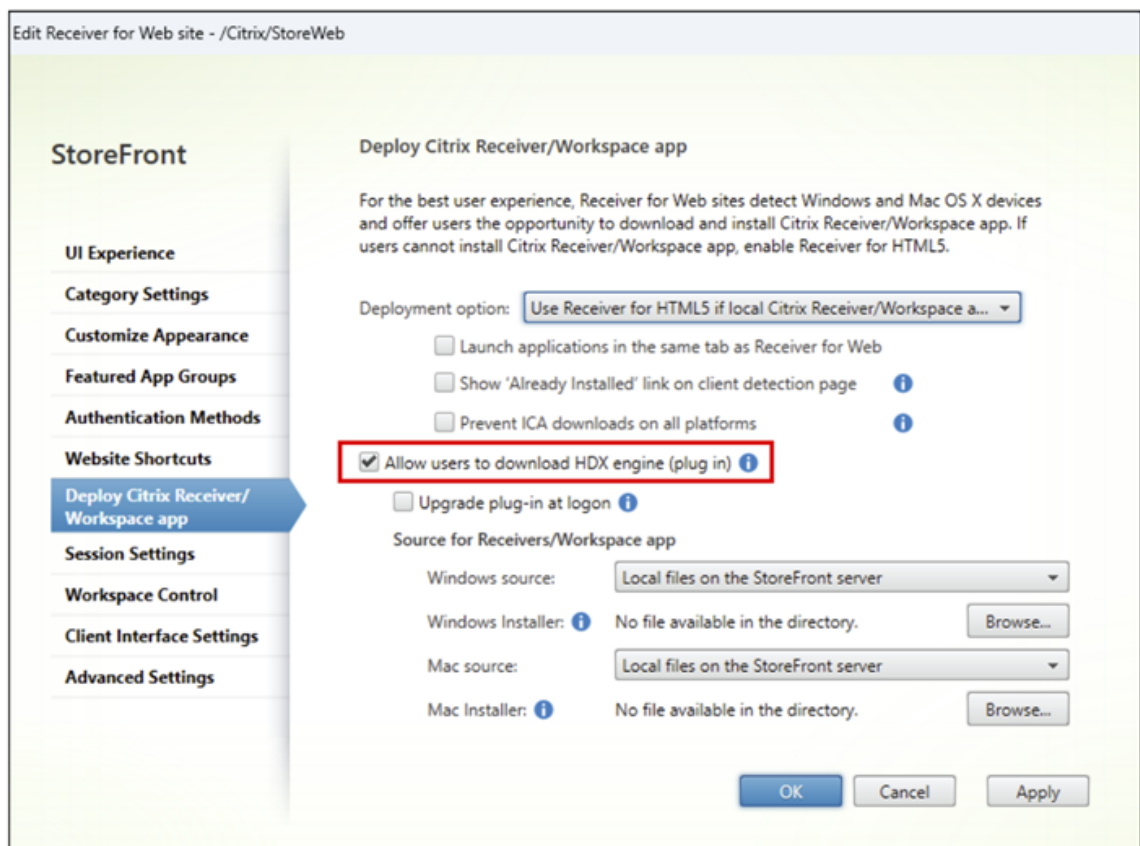 Edit Receiver for Web site - /Citrix/StoreWeb
StoreFront
UI Experience
Category Settings
Customize Appearance
Featured App Groups
Authentication Methods
Website Shortcuts
Deploy Citrix Receiver/
Workspace app
Session Settings
Workspace Control
Client Interface Settings
Advanced Settings
Deploy Citrix Receiver/Workspace app
For the best user experience, Receiver for Web sites detect Windows and Mac OS X devices
and offer users the opportunity to download and install Citrix Receiver/Workspace app. If
users cannot install Citrix Receiver/Workspace app, enable Receiver for HTML5.
Deployment option: Use Receiver for HTML5 if local Citrix Receiver/Workspace a...
Launch applications in the same tab as Receiver for Web
Show 'Already Installed' link on client detection page
Prevent ICA downloads on all platforms
Allow users to download HDX engine (plug in)
Upgrade plug-in at logon
Source for Receivers/Workspace app
Windows source: Local files on the StoreFront server
Windows Installer: No file available in the directory. Browse...
Mac source: Local files on the StoreFront server
Mac Installer: No file available in the directory. Browse...
OK Cancel Apply